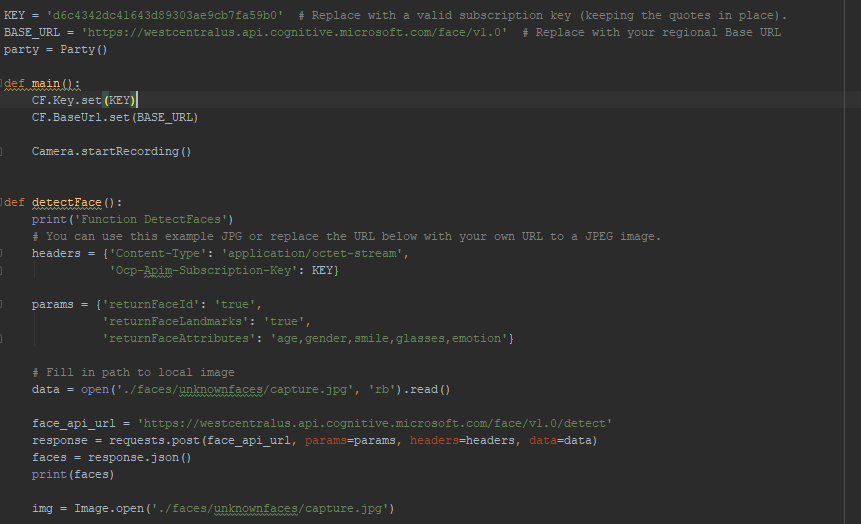 KEY = 'd6c4342dc41643d89303ae9cb7fa59b0'  # Replace with a valid subscription key (keeping the quotes in place).
BASE_URL = 'https://westcentralus.api.cognitive.microsoft.com/face/v1.0'  # Replace with your regional Base URL
party = Party()
def main():
    CF.Key.set(KEY)
    CF.BaseUrl.set(BASE_URL)
    Camera.startRecording()
def detectFace():
    print('Function DetectFaces')
    # You can use this example JPG or replace the URL below with your own URL to a JPEG image.
    headers = {'Content-Type': 'application/octet-stream',
               'Ocp-Apim-Subscription-Key': KEY}
    params = {'returnFaceId': 'true',
              'returnFaceLandmarks': 'true',
              'returnFaceAttributes': 'age,gender,smile,glasses,emotion'}
    # Fill in path to local image
    data = open('./faces/unknownfaces/capture.jpg', 'rb').read()
    face_api_url = 'https://westcentralus.api.cognitive.microsoft.com/face/v1.0/detect'
    response = requests.post(face_api_url, params=params, headers=headers, data=data)
    faces = response.json()
    print(faces)
    img = Image.open('./faces/unknownfaces/capture.jpg')